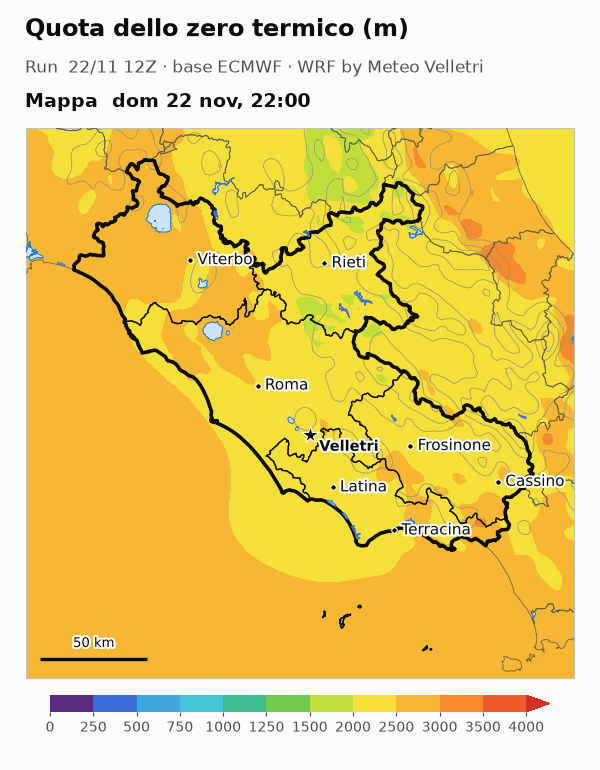 Quota dello zero termico (m)
Run 22/11 12Z · base ECMWF · WRF by Meteo Velletri
Mappa dom 22 nov, 22:00
Viterbo
Rieti
Roma
Velletri
Frosinone
Latina
Cassino
Terracina
50 km
0 250 500 750 1000 1250 1500 2000 2500 3000 3500 4000